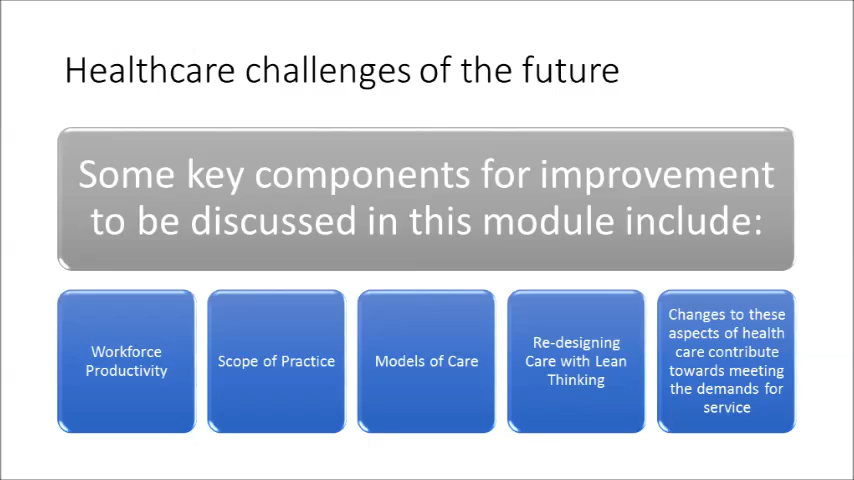 Healthcare challenges of the future
Some key components for improvement
to be discussed in this module include:
Workforce
Productivity
Scope of Practice
Models of Care
Re-designing
Care with Lean
Thinking
Changes to these
aspects of health
care contribute
towards meeting
the demands for
service